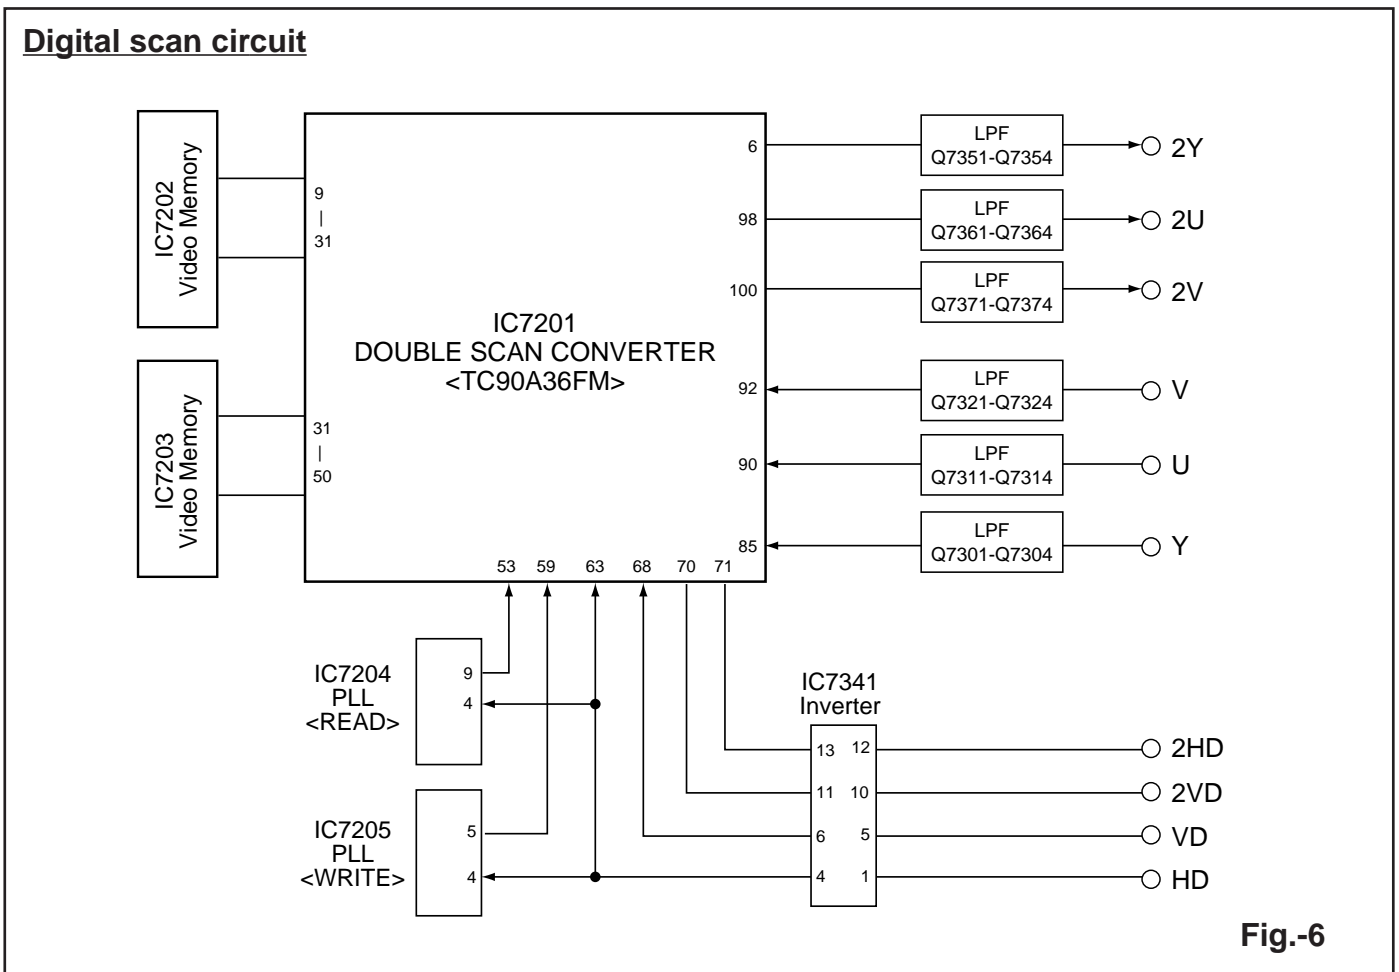 Digital scan circuit
IC7202
Video Memory
9
|
31
IC7203
Video Memory
31
|
50
IC7201
DOUBLE SCAN CONVERTER
<TC90A36FM>
6
LPF
Q7351-Q7354
2Y
98
LPF
Q7361-Q7364
2U
100
LPF
Q7371-Q7374
2V
92
LPF
Q7321-Q7324
V
90
LPF
Q7311-Q7314
U
85
LPF
Q7301-Q7304
Y
53 59 63 68 70 71
IC7204
PLL
<READ>
9
4
IC7205
PLL
<WRITE>
5
4
IC7341
Inverter
13 12 2HD
11 10 2VD
6 5 VD
4 1 HD
Fig.-6